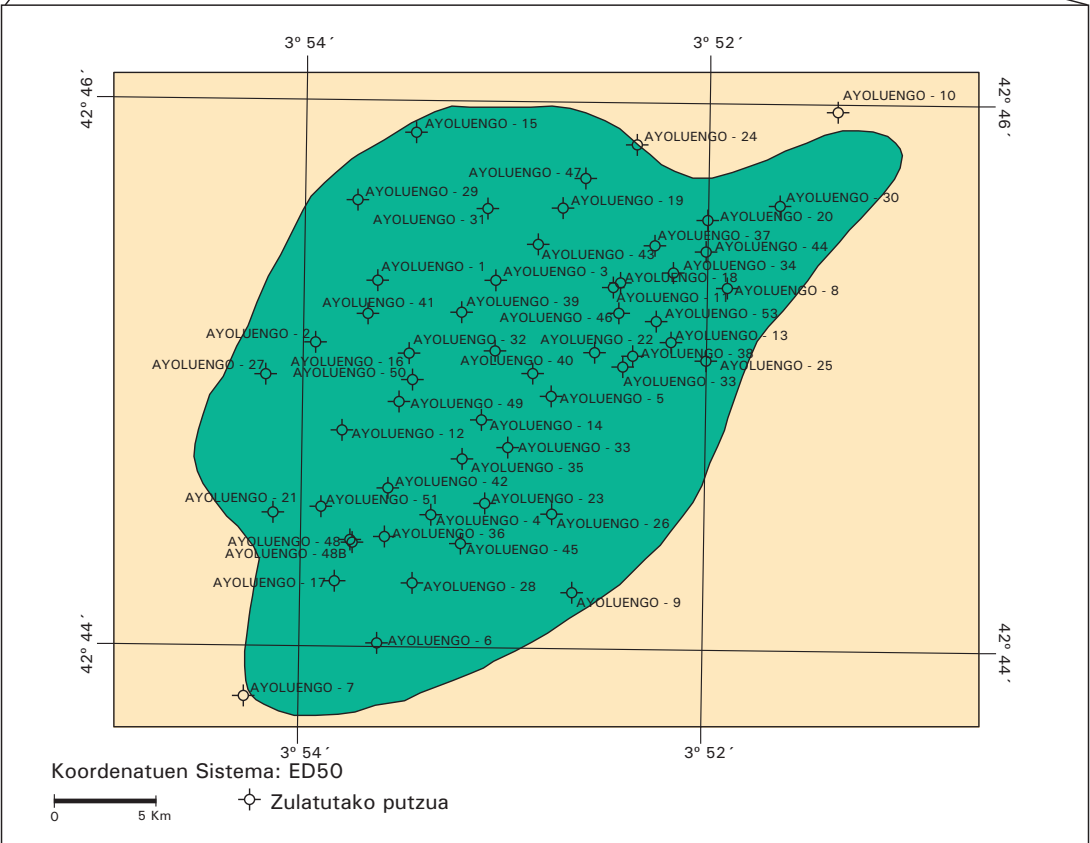 3º 54´
3º 52´
42º 46´
42º 46´
AYOLUENGO - 10
AYOLUENGO - 15
AYOLUENGO - 24
AYOLUENGO - 47
AYOLUENGO - 29
AYOLUENGO - 19
AYOLUENGO - 30
AYOLUENGO - 31
AYOLUENGO - 20
AYOLUENGO - 37
AYOLUENGO - 44
AYOLUENGO - 43
AYOLUENGO - 1
AYOLUENGO - 3
AYOLUENGO - 34
AYOLUENGO - 18
AYOLUENGO - 8
AYOLUENGO - 11
AYOLUENGO - 41
AYOLUENGO - 39
AYOLUENGO - 46
AYOLUENGO - 53
AYOLUENGO - 2
AYOLUENGO - 32
AYOLUENGO - 22
AYOLUENGO - 13
AYOLUENGO - 38
AYOLUENGO - 27
AYOLUENGO - 16
AYOLUENGO - 40
AYOLUENGO - 25
AYOLUENGO - 50
AYOLUENGO - 33
AYOLUENGO - 49
AYOLUENGO - 5
AYOLUENGO - 14
AYOLUENGO - 12
AYOLUENGO - 33
AYOLUENGO - 35
AYOLUENGO - 42
AYOLUENGO - 21
AYOLUENGO - 51
AYOLUENGO - 23
AYOLUENGO - 4
AYOLUENGO - 26
AYOLUENGO - 36
AYOLUENGO - 48
AYOLUENGO - 48B
AYOLUENGO - 45
AYOLUENGO - 17
AYOLUENGO - 28
AYOLUENGO - 9
AYOLUENGO - 6
42º 44´
42º 44´
AYOLUENGO - 7
3º 54´
3º 52´
Koordenatuen Sistema: ED50
0 5 Km
Zulatutako putzua